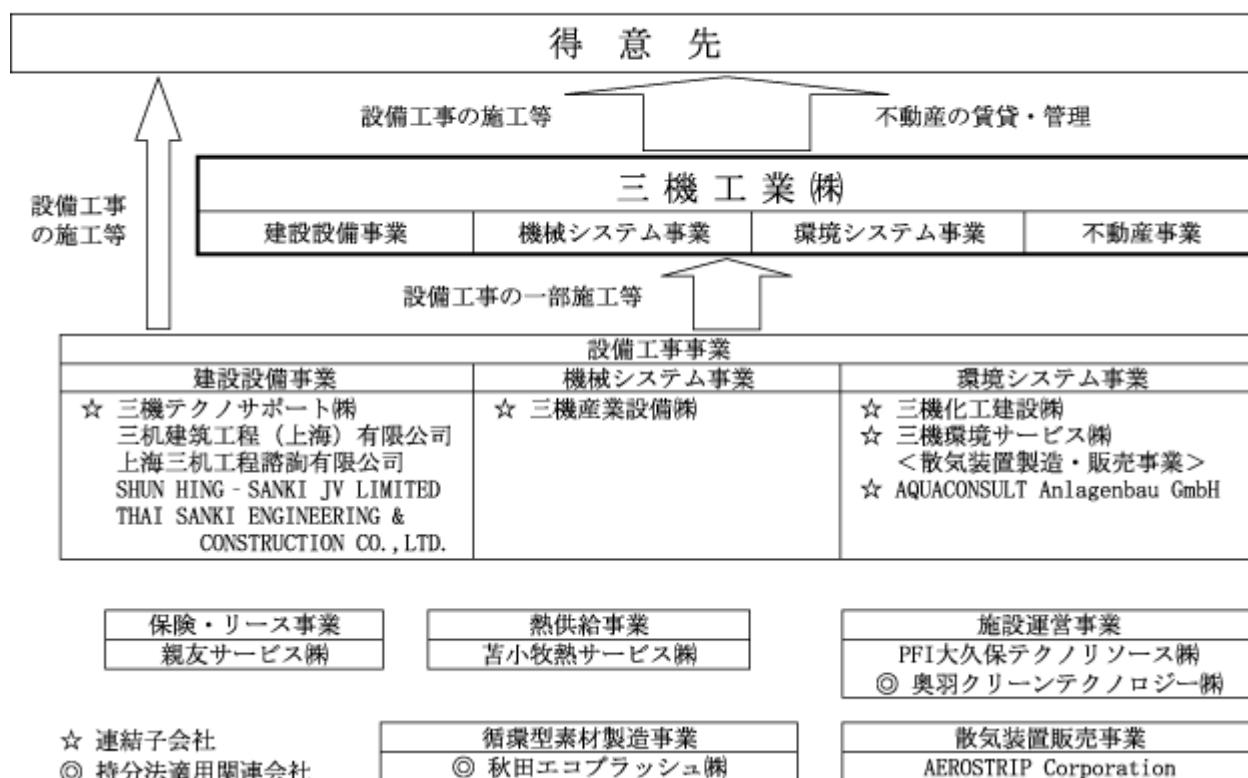 得意先
設備工事の施工等
不動産の賃貸・管理
設備工事
の施工等
三機工業㈱
建設設備事業
機械システム事業
環境システム事業
不動産事業
設備工事の一部施工等
設備工事事業
建設設備事業
機械システム事業
環境システム事業
☆ 三機テクノサポート㈱
三机建筑工程（上海）有限公司
上海三机工程諮詢有限公司
SHUN HING‐SANKI JV LIMITED
THAI SANKI ENGINEERING &
CONSTRUCTION CO.,LTD.
☆ 三機産業設備㈱
☆ 三機化工建設㈱
☆ 三機環境サービス㈱
＜散気装置製造・販売事業＞
☆ AQUACONSULT Anlagenbau GmbH
保険・リース事業
親友サービス㈱
熱供給事業
苫小牧熱サービス㈱
施設運営事業
PFI大久保テクノリソース㈱
◎ 奥羽クリーンテクノロジー㈱
☆ 連結子会社
◎ 持分法適用関連会社
循環型素材製造事業
◎ 秋田エコプラッシュ㈱
散気装置販売事業
AEROSTRIP Corporation